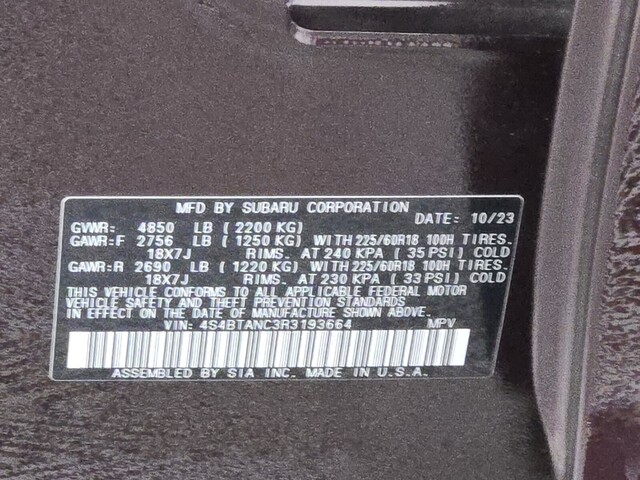 MFD BY SUBARU CORPORATION
DATE: 10/23
GVWR: 4850 LB (2200 KG)
GAWR:F 2756 LB (1250 KG) WITH 225/60R18 100H TIRES.
18X7J RIMS. AT 240 KPA (35 PSI) COLD
GAWR:R 2690 LB (1220 KG) WITH 225/60R18 100H TIRES.
18X7J RIMS. AT 230 KPA (33 PSI) COLD
THIS VEHICLE CONFORMS TO ALL APPLICABLE FEDERAL MOTOR
VEHICLE SAFETY AND THEFT PREVENTION STANDARDS
IN EFFECT ON THE DATE OF MANUFACTURE SHOWN ABOVE.
VIN: 4S4BTANC3R3193664 MPV
ASSEMBLED BY SIA INC. MADE IN U.S.A.